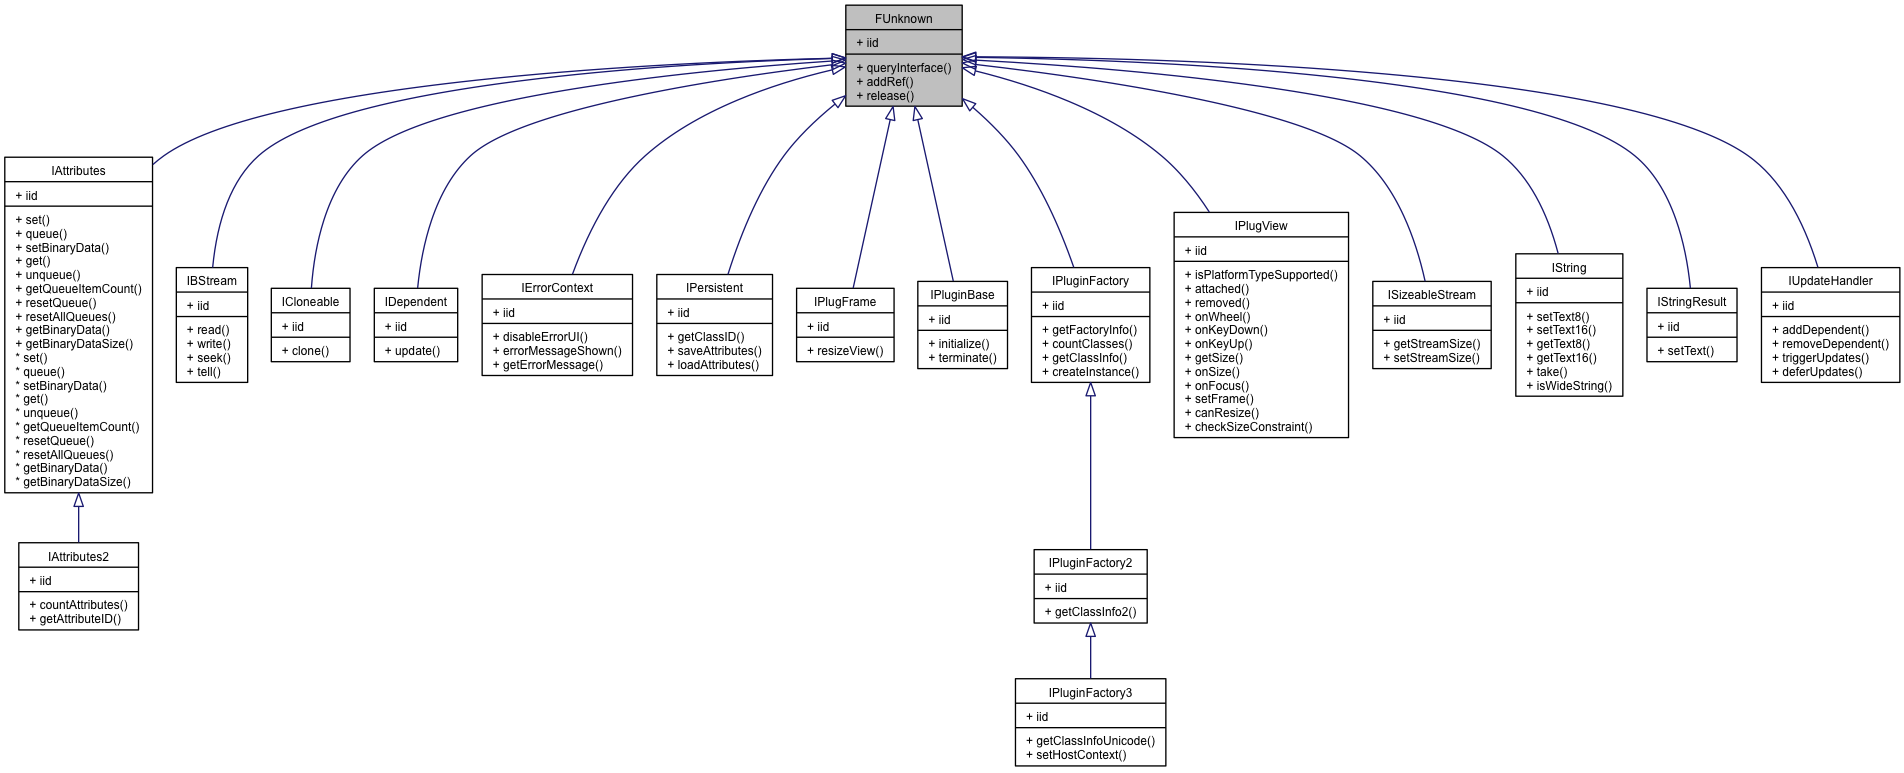 FUnknown
+ iid
+ queryInterface()
+ addRef()
+ release()
IAttributes
+ iid
+ set()
+ queue()
+ setBinaryData()
+ get()
+ unqueue()
+ getQueueItemCount()
+ resetQueue()
+ resetAllQueues()
+ getBinaryData()
+ getBinaryDataSize()
* set()
* queue()
* setBinaryData()
* get()
* unqueue()
* getQueueItemCount()
* resetQueue()
* resetAllQueues()
* getBinaryData()
* getBinaryDataSize()
IBStream
+ iid
+ read()
+ write()
+ seek()
+ tell()
ICloneable
+ iid
+ clone()
IDependent
+ iid
+ update()
IErrorContext
+ iid
+ disableErrorUI()
+ errorMessageShown()
+ getErrorMessage()
IPersistent
+ iid
+ getClassID()
+ saveAttributes()
+ loadAttributes()
IPlugFrame
+ iid
+ resizeView()
IPluginBase
+ iid
+ initialize()
+ terminate()
IPluginFactory
+ iid
+ getFactoryInfo()
+ countClasses()
+ getClassInfo()
+ createInstance()
IPlugView
+ iid
+ isPlatformTypeSupported()
+ attached()
+ removed()
+ onWheel()
+ onKeyDown()
+ onKeyUp()
+ getSize()
+ onSize()
+ onFocus()
+ setFrame()
+ canResize()
+ checkSizeConstraint()
ISizeableStream
+ iid
+ getStreamSize()
+ setStreamSize()
IString
+ iid
+ setText8()
+ setText16()
+ getText8()
+ getText16()
+ take()
+ isWideString()
IStringResult
+ iid
+ setText()
IUpdateHandler
+ iid
+ addDependent()
+ removeDependent()
+ triggerUpdates()
+ deferUpdates()
IAttributes2
+ iid
+ countAttributes()
+ getAttributeID()
IPluginFactory2
+ iid
+ getClassInfo2()
IPluginFactory3
+ iid
+ getClassInfoUnicode()
+ setHostContext()